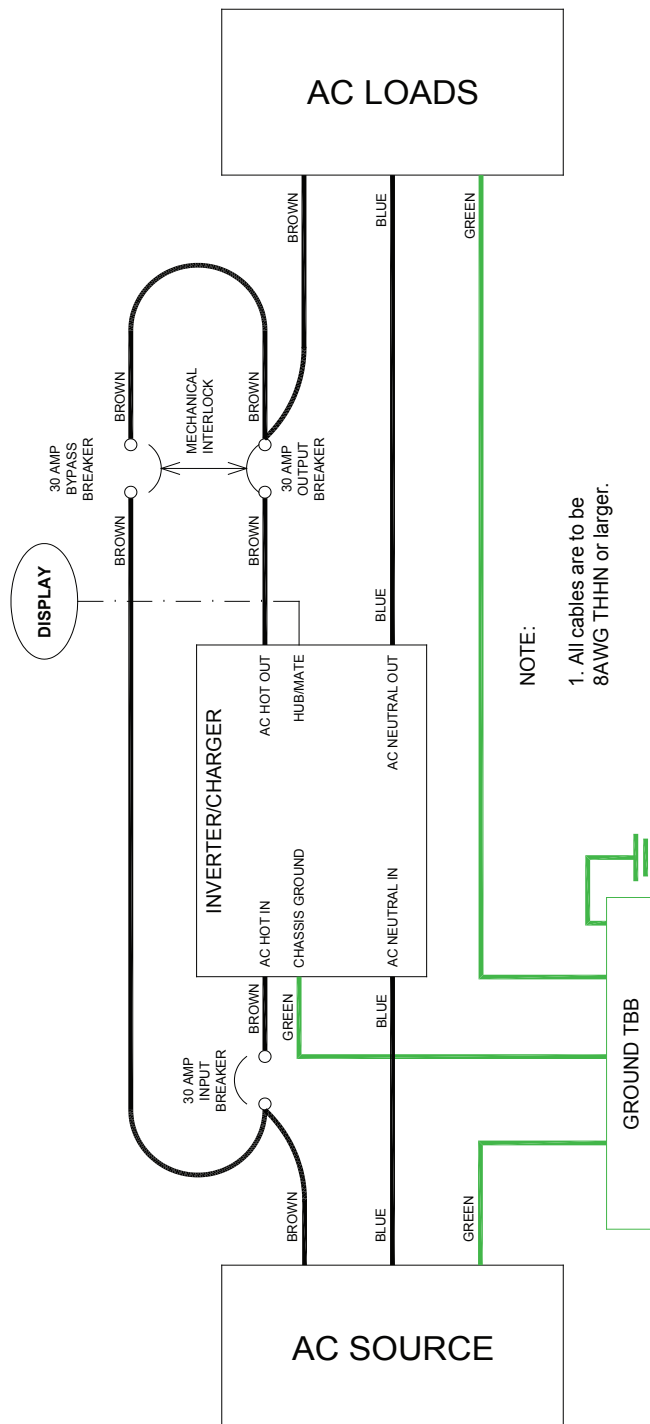 AC LOADS
BROWN
BLUE
GREEN
BROWN
BROWN
MECHANICAL
INTERLOCK
30 AMP
BYPASS
BREAKER
30 AMP
OUTPUT
BREAKER
BROWN
BROWN
DISPLAY
BLUE
INVERTER/CHARGER
AC HOT OUT
HUB/MATE
AC NEUTRAL OUT
AC HOT IN
CHASSIS GROUND
AC NEUTRAL IN
NOTE:
1. All cables are to be
8AWG THHN or larger.
BROWN
GREEN
BLUE
30 AMP
INPUT
BREAKER
GROUND TBB
BROWN
BLUE
GREEN
AC SOURCE